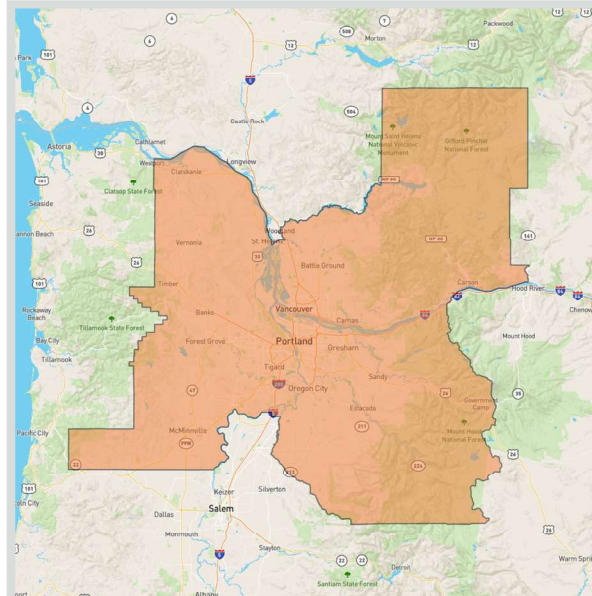 Packwood
Morton
Park
Castle Rock
Cathlamet
Astoria
Westport
Longview
Clatskanie
Mount Saint Helens
National Volcanic
Monument
Gifford Pinchot
National Forest
Clatsop State Forest
Seaside
Cannon Beach
Woodland
St. Helens
Vernonia
Battle Ground
Timber
Carson
Hood River
Rockaway
Beach
Banks
Vancouver
Camas
Tillamook State Forest
Bay City
Tillamook
Forest Grove
Portland
Gresham
Mount Hood
Tigard
Sandy
Oregon City
Government
Camp
Estacada
McMinnville
Mount Hood
National Forest
Pacific City
Keizer
Silverton
Salem
Dallas
Monmouth
Stayton
Detroit
Warm Spri
Santiam State Forest
Albany